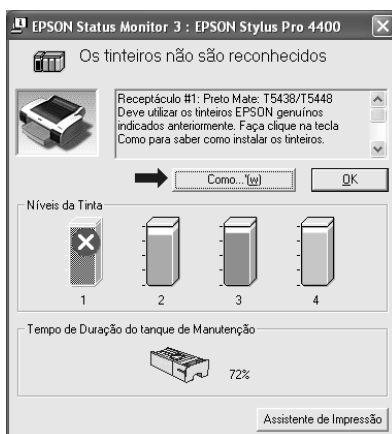 EPSON Status Monitor 3 : EPSON Stylus Pro 4400
Os tinteiros não são reconhecidos
Receptáculo #1: Preto Mate: T5438/T5448
Deve utilizar os tinteiros EPSON genuínos
indicados anteriormente. Faça clique na tecla
Como para saber como instalar os tinteiros.
Como...'(w)
OK
Níveis da Tinta
1 2 3 4
Tempo de Duração do tanque de Manutenção
72%
Assistente de Impressão